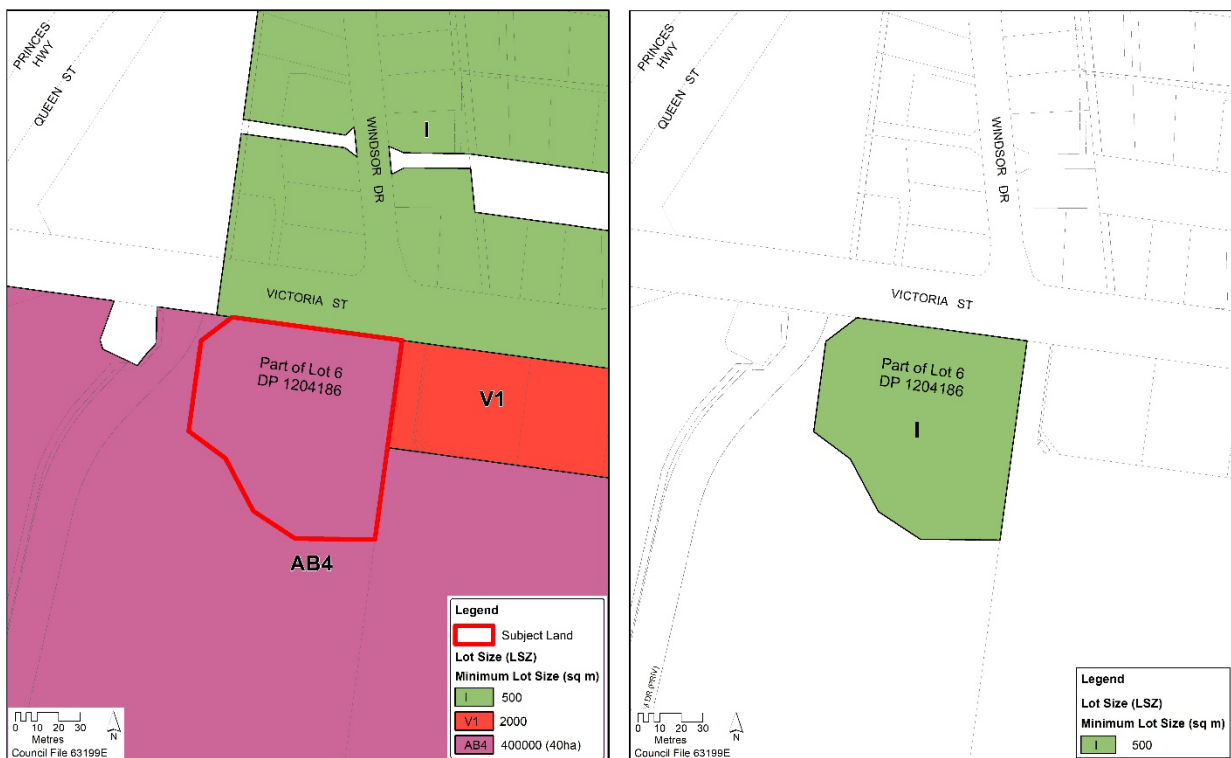 PRINCES
HWY
QUEEN ST
WINDSOR DR
I
VICTORIA ST
Part of Lot 6
DP 1204186
V1
AB4
Legend
Subject Land
Lot Size (LSZ)
Minimum Lot Size (sq m)
I 500
V1 2000
AB4 400000 (40ha)
0 10 20 30
Metres
N
Council File 63199E
PRINCES
HWY
QUEEN ST
WINDSOR DR
VICTORIA ST
Part of Lot 6
DP 1204186
I
Legend
Lot Size (LSZ)
Minimum Lot Size (sq m)
I 500
0 10 20 30
Metres
N
Council File 63199E